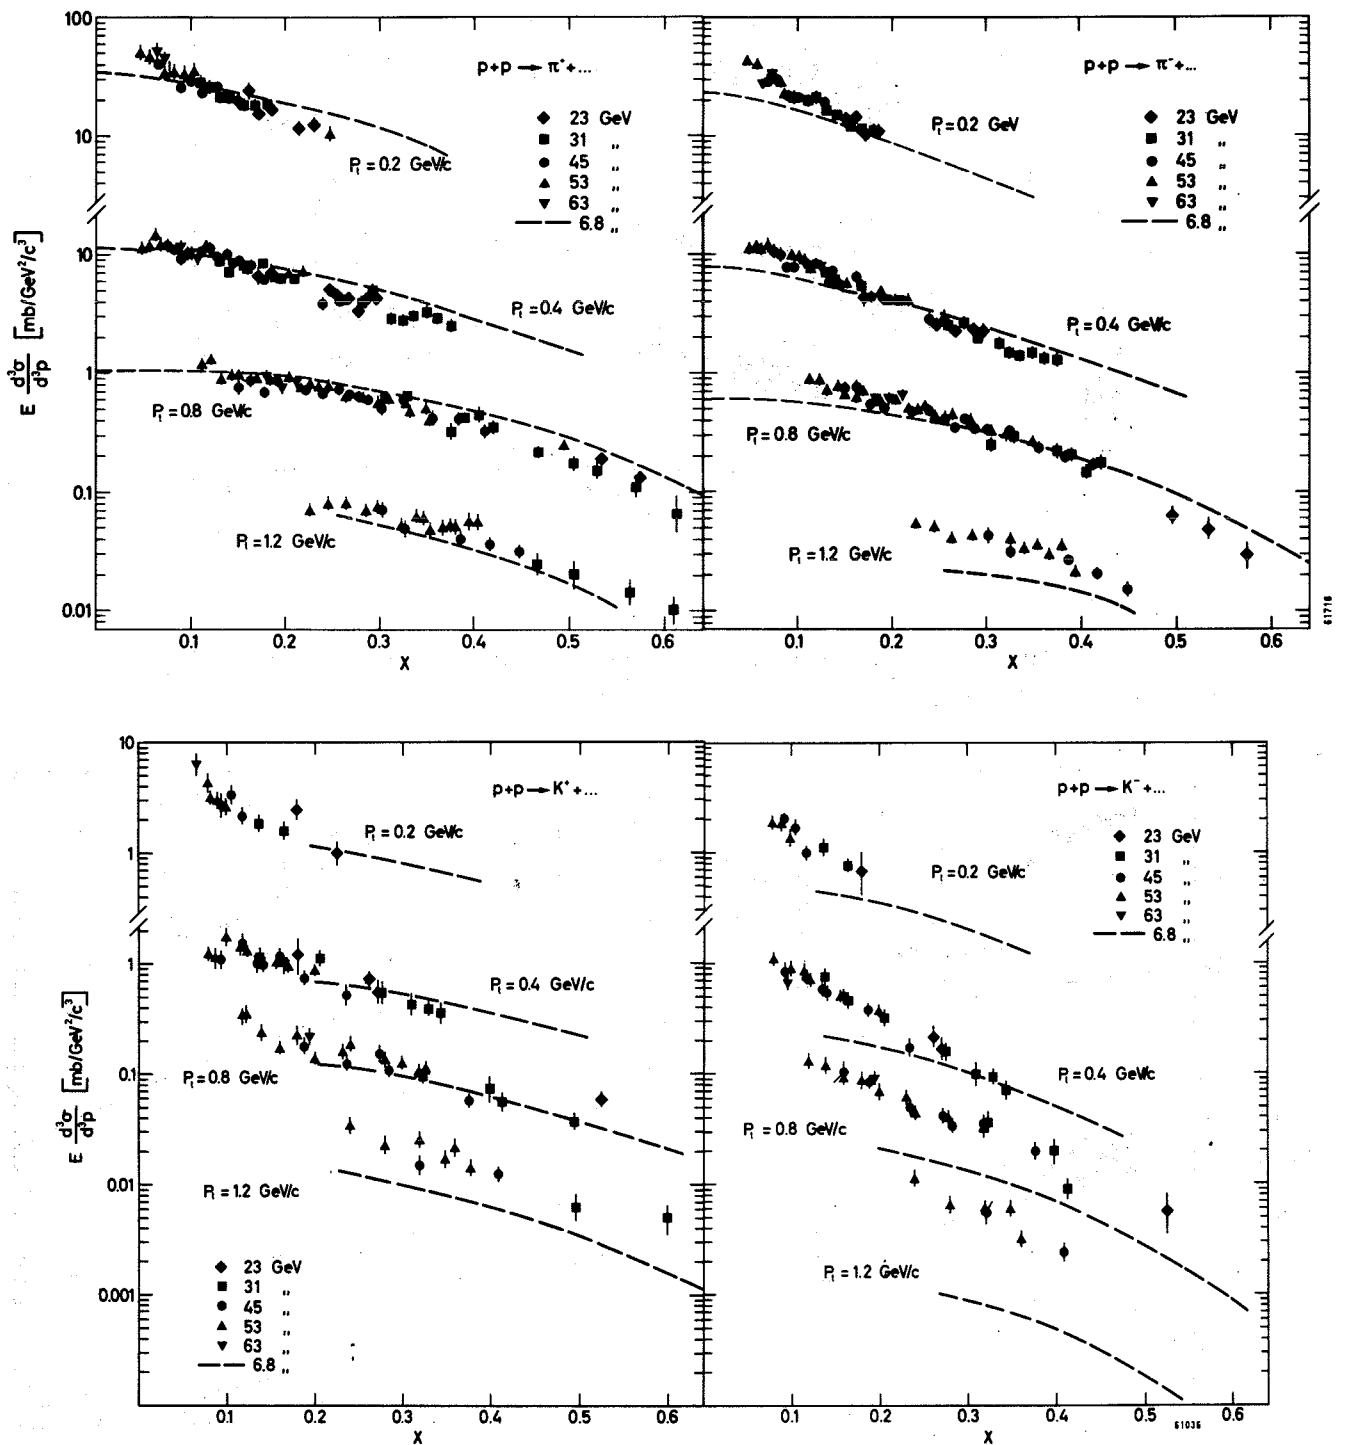 100
10
10
1
0.1
0.01
E d³σ/d³p [mb/GeV²/c³]
p+p → π⁺+...
◆ 23 GeV
■ 31 "
● 45 "
▲ 53 "
▼ 63 "
— — 6.8 "
Pₜ = 0.2 GeV/c
Pₜ = 0.4 GeV/c
Pₜ = 0.8 GeV/c
Pₜ = 1.2 GeV/c
0.1 0.2 0.3 0.4 0.5 0.6
X
p+p → π⁻+...
◆ 23 GeV
■ 31 "
● 45 "
▲ 53 "
▼ 63 "
— — 6.8 "
Pₜ = 0.2 GeV
Pₜ = 0.4 GeV/c
Pₜ = 0.8 GeV/c
Pₜ = 1.2 GeV/c
0.1 0.2 0.3 0.4 0.5 0.6
X
61716
10
1
1
0.1
0.01
0.001
E d³σ/d³p [mb/GeV²/c³]
p+p → K⁺+...
Pₜ = 0.2 GeV/c
Pₜ = 0.4 GeV/c
Pₜ = 0.8 GeV/c
Pₜ = 1.2 GeV/c
◆ 23 GeV
■ 31 "
● 45 "
▲ 53 "
▼ 63 "
— — 6.8 "
0.1 0.2 0.3 0.4 0.5 0.6
X
p+p → K⁻+...
◆ 23 GeV
■ 31 "
● 45 "
▲ 53 "
▼ 63 "
— — 6.8 "
Pₜ = 0.2 GeV/c
Pₜ = 0.4 GeV/c
Pₜ = 0.8 GeV/c
Pₜ = 1.2 GeV/c
0.1 0.2 0.3 0.4 0.5 0.6
X
61036